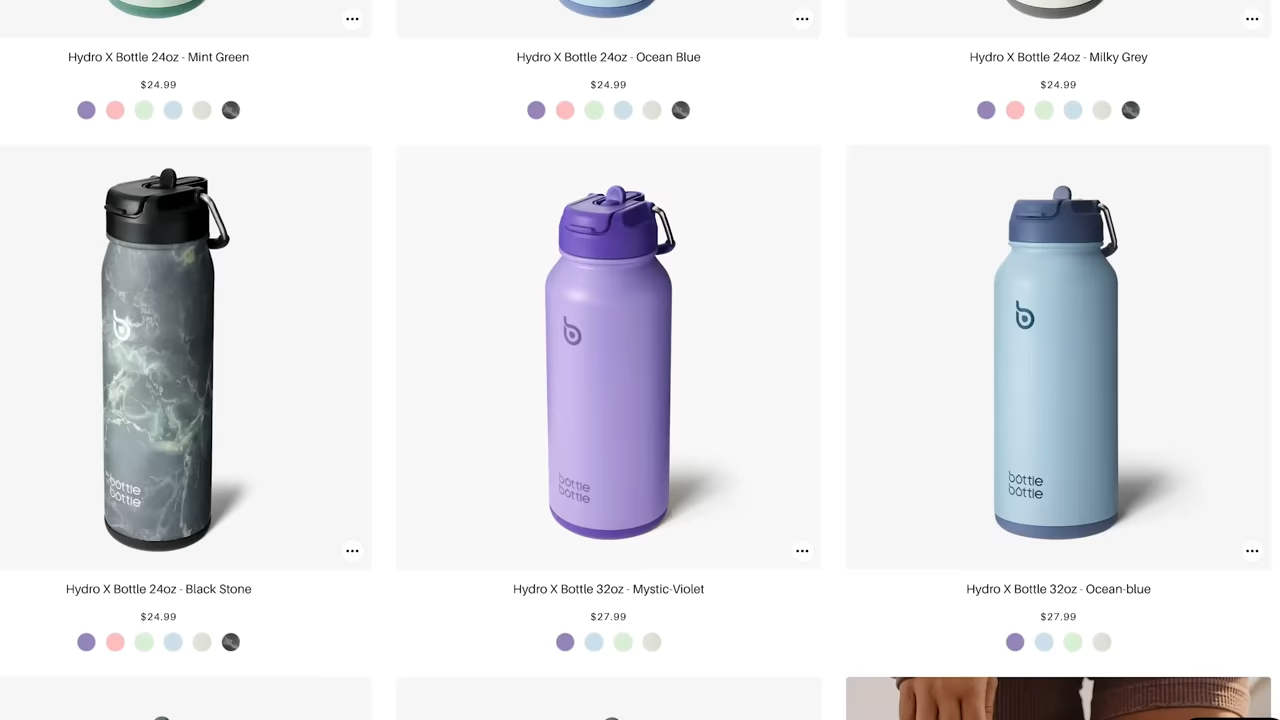 Hydro X Bottle 24oz - Mint Green
$24.99
Hydro X Bottle 24oz - Ocean Blue
$24.99
Hydro X Bottle 24oz - Milky Grey
$24.99
bottle
bottle
Hydro X Bottle 24oz - Black Stone
$24.99
bottle
bottle
Hydro X Bottle 32oz - Mystic-Violet
$27.99
bottle
bottle
Hydro X Bottle 32oz - Ocean-blue
$27.99